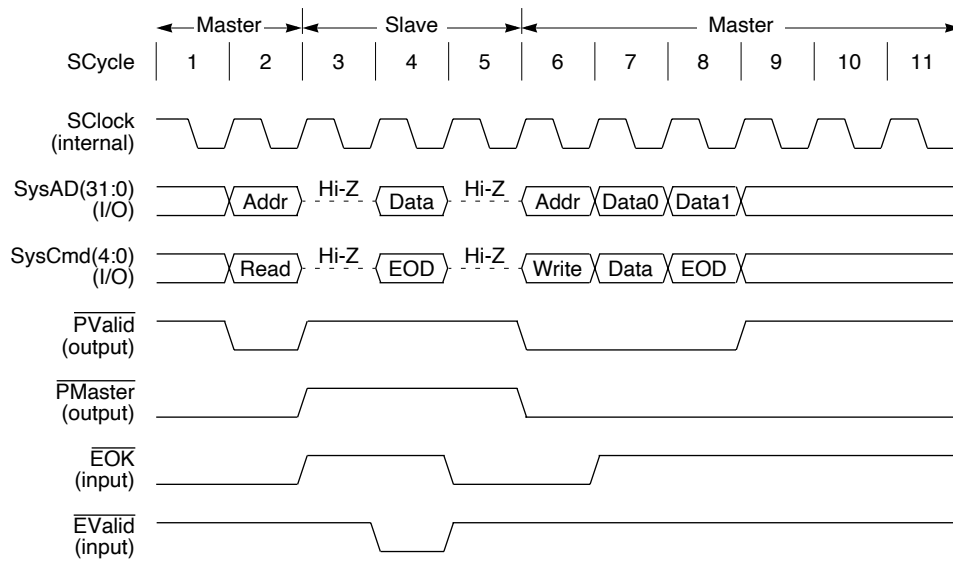 Master Slave Master
SCycle 1 2 3 4 5 6 7 8 9 10 11
SClock
(internal)
SysAD(31:0)
(I/O)
Addr Hi-Z Data Hi-Z Addr Data0 Data1
SysCmd(4:0)
(I/O)
Read Hi-Z EOD Hi-Z Write Data EOD
PValid
(output)
PMaster
(output)
EOK
(input)
EValid
(input)